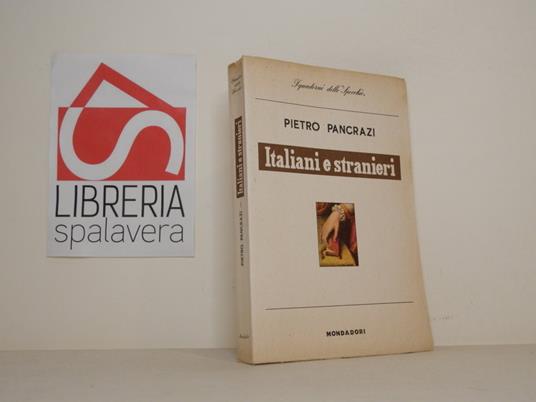 LIBRERIA
spalavera
I quaderni dello Specchio
PIETRO PANCRAZI
Italiani e stranieri
MONDADORI
PIETRO PANCRAZI - Italiani e stranieri